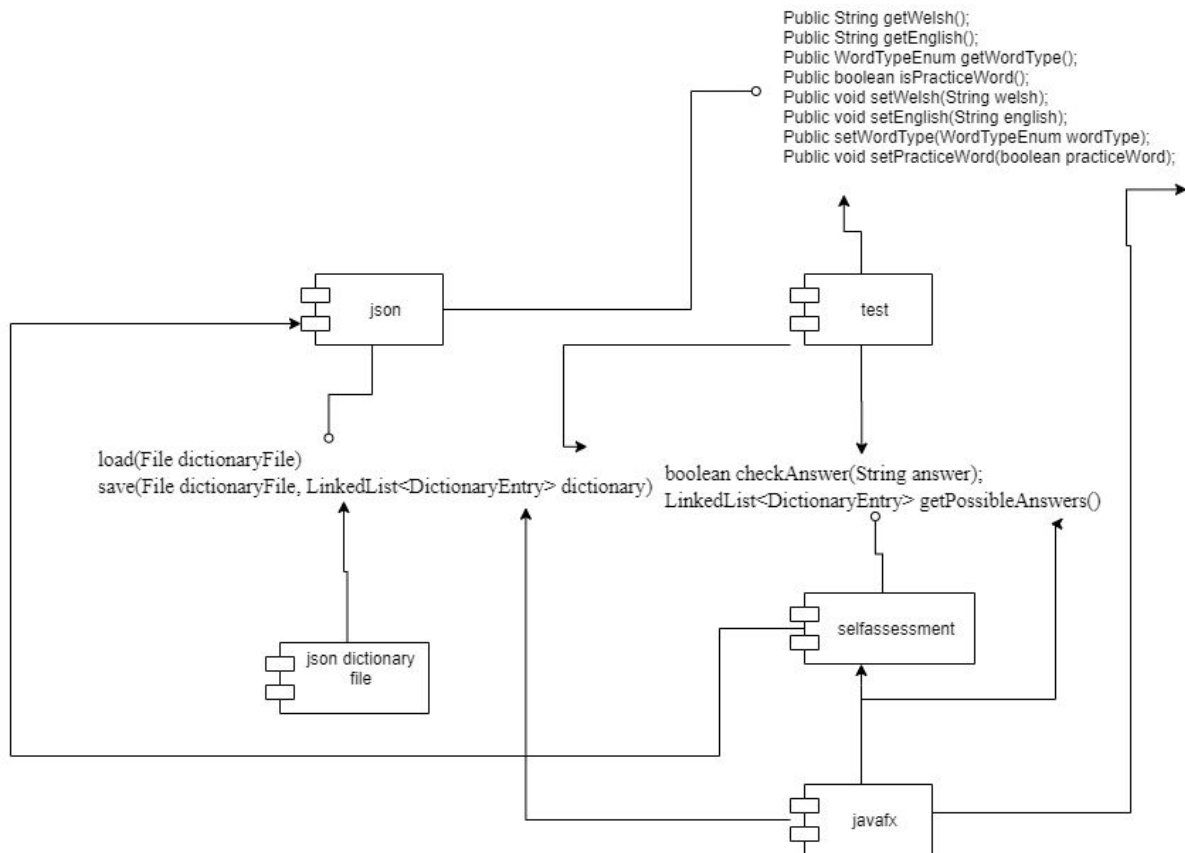 Public String getWelsh();
Public String getEnglish();
Public WordTypeEnum getWordType();
Public boolean isPracticeWord();
Public void setWelsh(String welsh);
Public void setEnglish(String english);
Public setWordType(WordTypeEnum wordType);
Public void setPracticeWord(boolean practiceWord);
json
test
load(File dictionaryFile)
save(File dictionaryFile, LinkedList<DictionaryEntry> dictionary)
boolean checkAnswer(String answer);
LinkedList<DictionaryEntry> getPossibleAnswers()
selfassessment
json dictionary
file
javafx